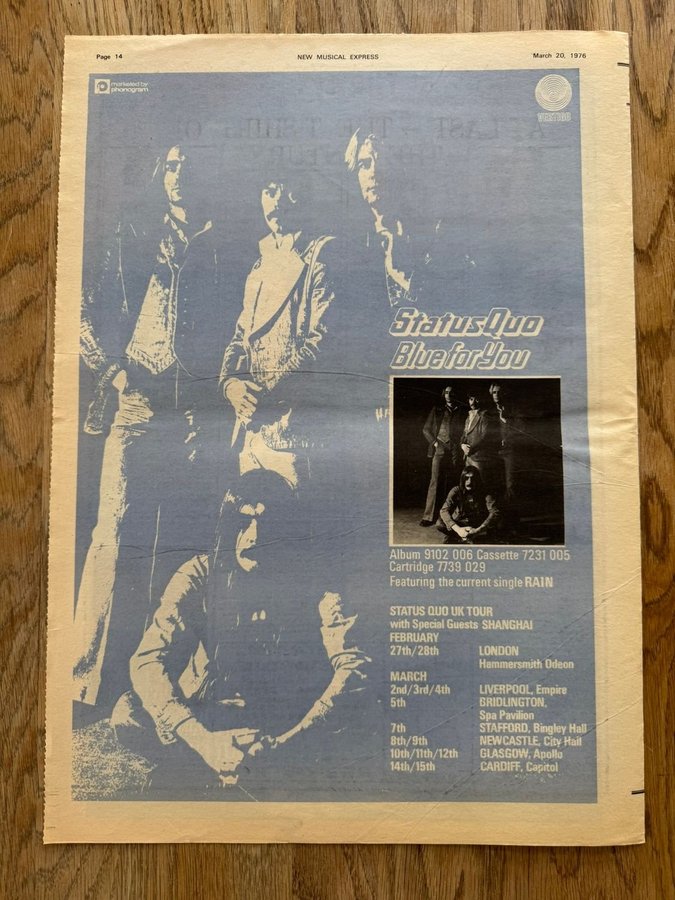 Page 14
NEW MUSICAL EXPRESS
March 20, 1976
marketed by
phonogram
VERTIGO
Status Quo
Blue for You
Album 9102 006 Cassette 7231 005
Cartridge 7739 029
Featuring the current single RAIN
STATUS QUO UK TOUR
with Special Guests SHANGHAI
FEBRUARY
27th/28th LONDON
Hammersmith Odeon
MARCH
2nd/3rd/4th LIVERPOOL, Empire
5th BRIDLINGTON,
Spa Pavilion
7th STAFFORD, Bingley Hall
8th/9th NEWCASTLE, City Hall
10th/11th/12th GLASGOW, Apollo
14th/15th CARDIFF, Capitol